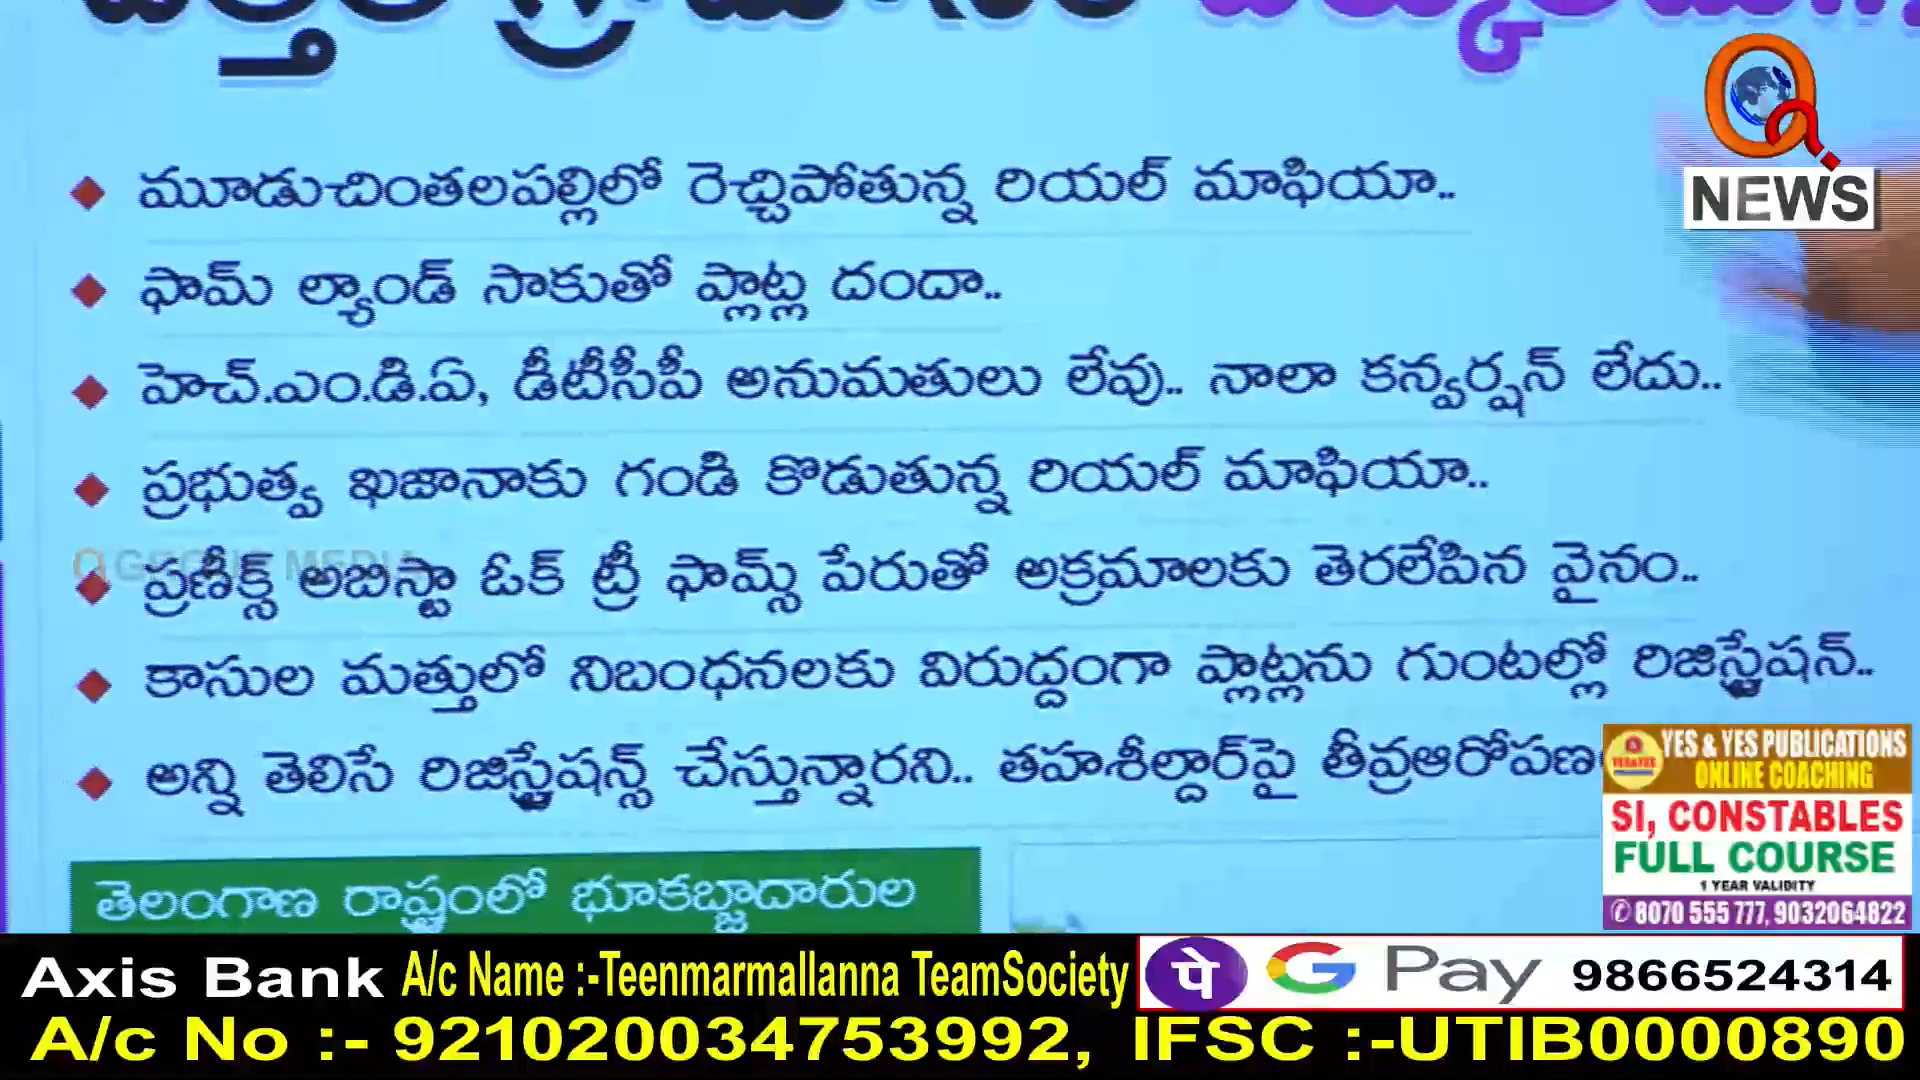 NEWS
మూడుచింతలపల్లిలో రెచ్చిపోతున్న రియల్ మాఫియా..
ఫామ్ ల్యాండ్ సాకుతో ప్లాట్ల దందా..
హెచ్.ఎం.డి.ఏ, డీటీసీపీ అనుమతులు లేవు.. నాలా కన్వర్షన్ లేదు..
ప్రభుత్వ ఖజానాకు గండి కొడుతున్న రియల్ మాఫియా..
ప్రణీక్స్ అజస్టా ఓక్ ట్రీ ఫామ్స్ పేరుతో అక్రమాలకు తెరలేపిన వైనం..
కాసుల మత్తులో నిబంధనలకు విరుద్దంగా ప్లాట్లను గుంటల్లో రిజిస్ట్రేషన్..
అన్ని తెలిసే రిజిస్ట్రేషన్స్ చేస్తున్నారని.. తహశీల్దార్‌పై తీవ్రఆరోపణ
తెలంగాణ రాష్ట్రంలో భూకబ్జాదారుల
YES & YES PUBLICATIONS
ONLINE COACHING
SI, CONSTABLES
FULL COURSE
1 YEAR VALIDITY
8070 555 777, 9032064822
Axis Bank A/c Name :-Teenmarmallanna TeamSociety पे G Pay 9866524314
A/c No :- 921020034753992, IFSC :-UTIB0000890